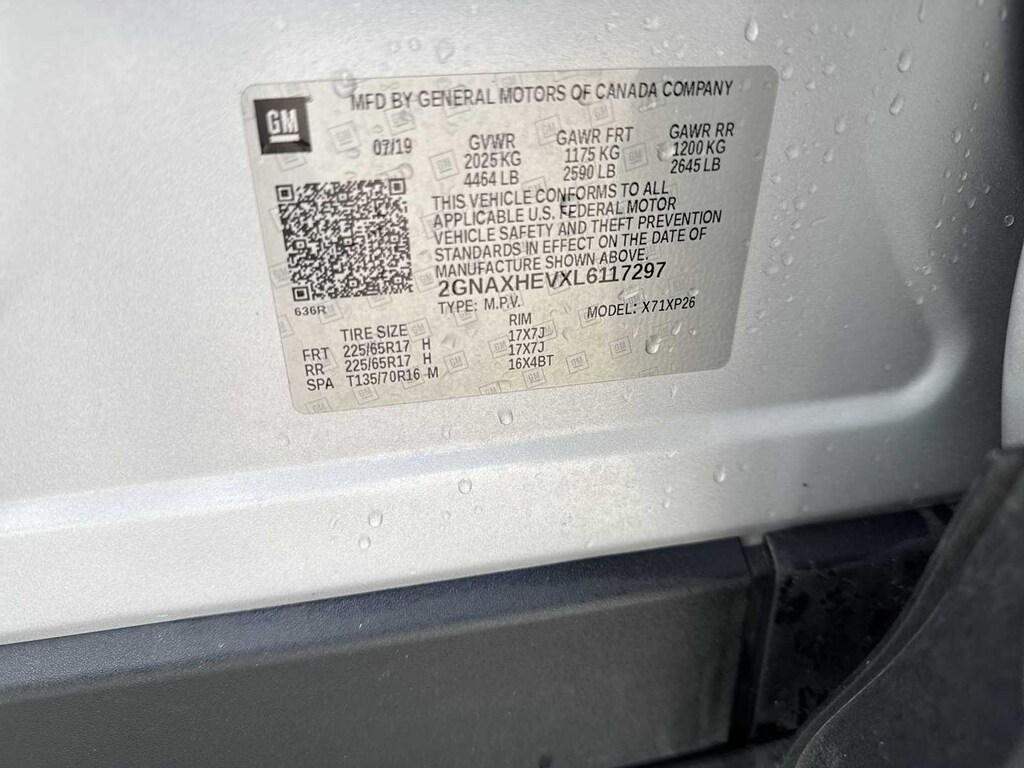 GM
MFD BY GENERAL MOTORS OF CANADA COMPANY
07/19
GVWR
2025 KG
4464 LB
GAWR FRT
1175 KG
2590 LB
GAWR RR
1200 KG
2645 LB
THIS VEHICLE CONFORMS TO ALL
APPLICABLE U.S. FEDERAL MOTOR
VEHICLE SAFETY AND THEFT PREVENTION
STANDARDS IN EFFECT ON THE DATE OF
MANUFACTURE SHOWN ABOVE.
2GNAXHEVXL6117297
TYPE: M.P.V.
MODEL: X71XP26
636R
TIRE SIZE RIM
FRT 225/65R17 H 17X7J
RR 225/65R17 H 17X7J
SPA T135/70R16 M 16X4BT